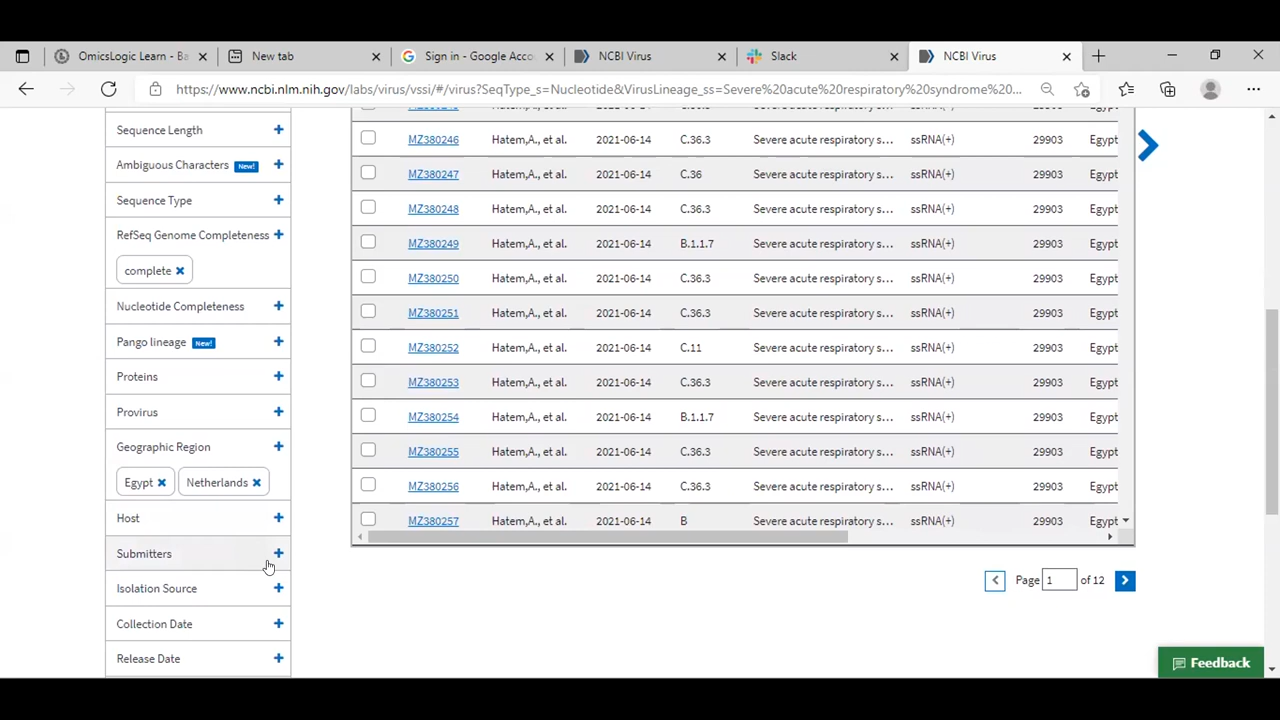 OmicsLogic Learn - Ba
New tab
Sign in - Google Acco
NCBI Virus
Slack
NCBI Virus
https://www.ncbi.nlm.nih.gov/labs/virus/vssi/#/virus?SeqType_s=Nucleotide&VirusLineage_ss=Severe%20acute%20respiratory%20syndrome%20...
Sequence Length
Ambiguous Characters New!
Sequence Type
RefSeq Genome Completeness
complete
Nucleotide Completeness
Pango lineage New!
Proteins
Provirus
Geographic Region
Egypt Netherlands
Host
Submitters
Isolation Source
Collection Date
Release Date
MZ380246 Hatem,A., et al. 2021-06-14 C.36.3 Severe acute respiratory s... ssRNA(+) 29903 Egypt
MZ380247 Hatem,A., et al. 2021-06-14 C.36 Severe acute respiratory s... ssRNA(+) 29903 Egypt
MZ380248 Hatem,A., et al. 2021-06-14 C.36.3 Severe acute respiratory s... ssRNA(+) 29903 Egypt
MZ380249 Hatem,A., et al. 2021-06-14 B.1.1.7 Severe acute respiratory s... ssRNA(+) 29903 Egypt
MZ380250 Hatem,A., et al. 2021-06-14 C.36.3 Severe acute respiratory s... ssRNA(+) 29903 Egypt
MZ380251 Hatem,A., et al. 2021-06-14 C.36.3 Severe acute respiratory s... ssRNA(+) 29903 Egypt
MZ380252 Hatem,A., et al. 2021-06-14 C.11 Severe acute respiratory s... ssRNA(+) 29903 Egypt
MZ380253 Hatem,A., et al. 2021-06-14 C.36.3 Severe acute respiratory s... ssRNA(+) 29903 Egypt
MZ380254 Hatem,A., et al. 2021-06-14 B.1.1.7 Severe acute respiratory s... ssRNA(+) 29903 Egypt
MZ380255 Hatem,A., et al. 2021-06-14 C.36.3 Severe acute respiratory s... ssRNA(+) 29903 Egypt
MZ380256 Hatem,A., et al. 2021-06-14 C.36.3 Severe acute respiratory s... ssRNA(+) 29903 Egypt
MZ380257 Hatem,A., et al. 2021-06-14 B Severe acute respiratory s... ssRNA(+) 29903 Egypt
Page 1 of 12
Feedback